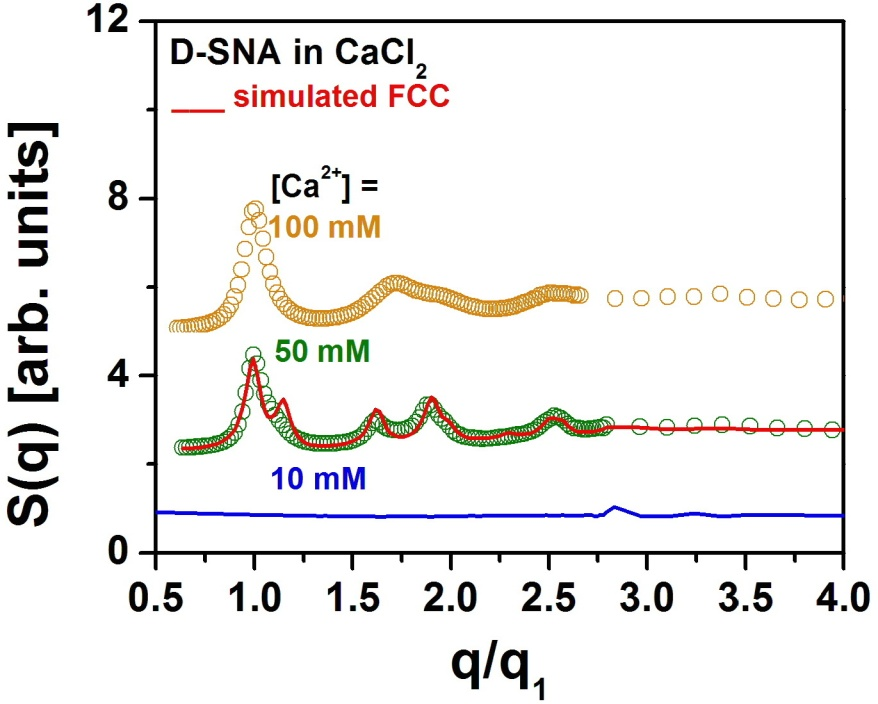 12
D-SNA in CaCl2
simulated FCC
[Ca2+] =
8
100 mM
S(q) [arb. units]
50 mM
4
10 mM
0
0.5 1.0 1.5 2.0 2.5 3.0 3.5 4.0
q/q1